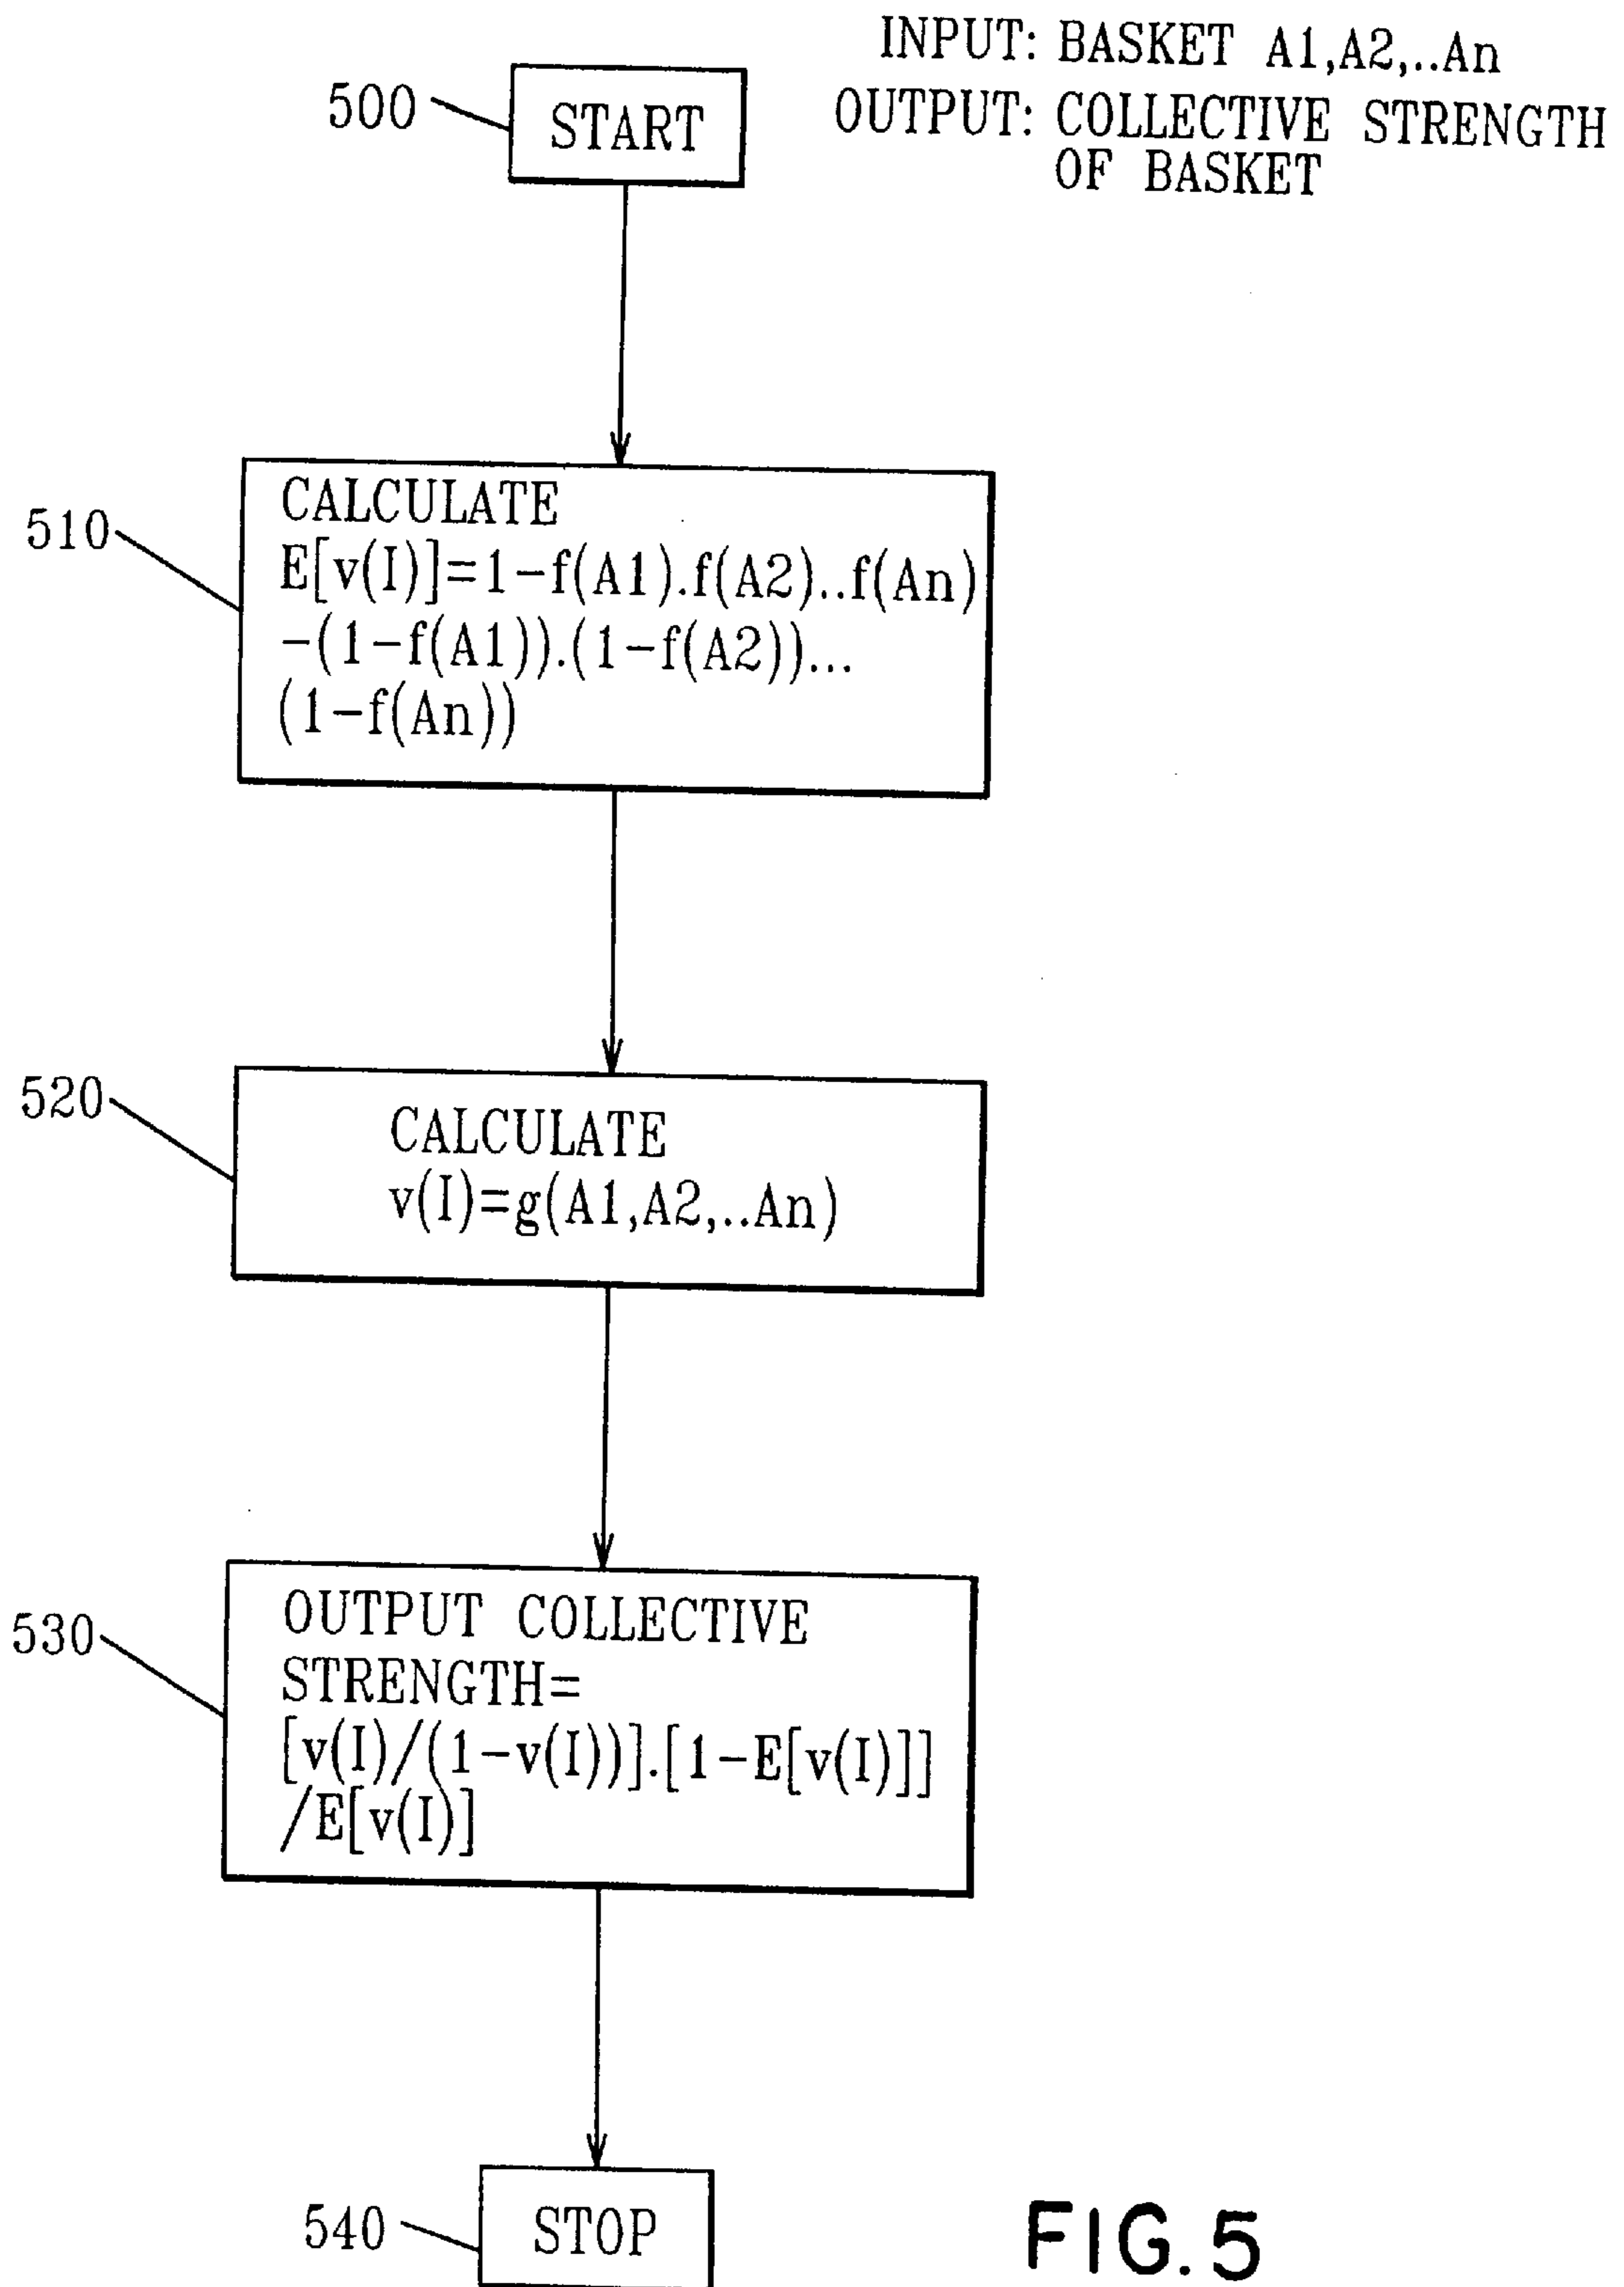 INPUT: BASKET A1,A2,..An
OUTPUT: COLLECTIVE STRENGTH
OF BASKET
500
START
510
CALCULATE
E[v(I)]=1-f(A1).f(A2)..f(An)
-(1-f(A1)).(1-f(A2))...
(1-f(An))
520
CALCULATE
v(I)=g(A1,A2,..An)
530
OUTPUT COLLECTIVE
STRENGTH=
[v(I)/(1-v(I))].[1-E[v(I)]]
/E[v(I)]
540
STOP
FIG.5